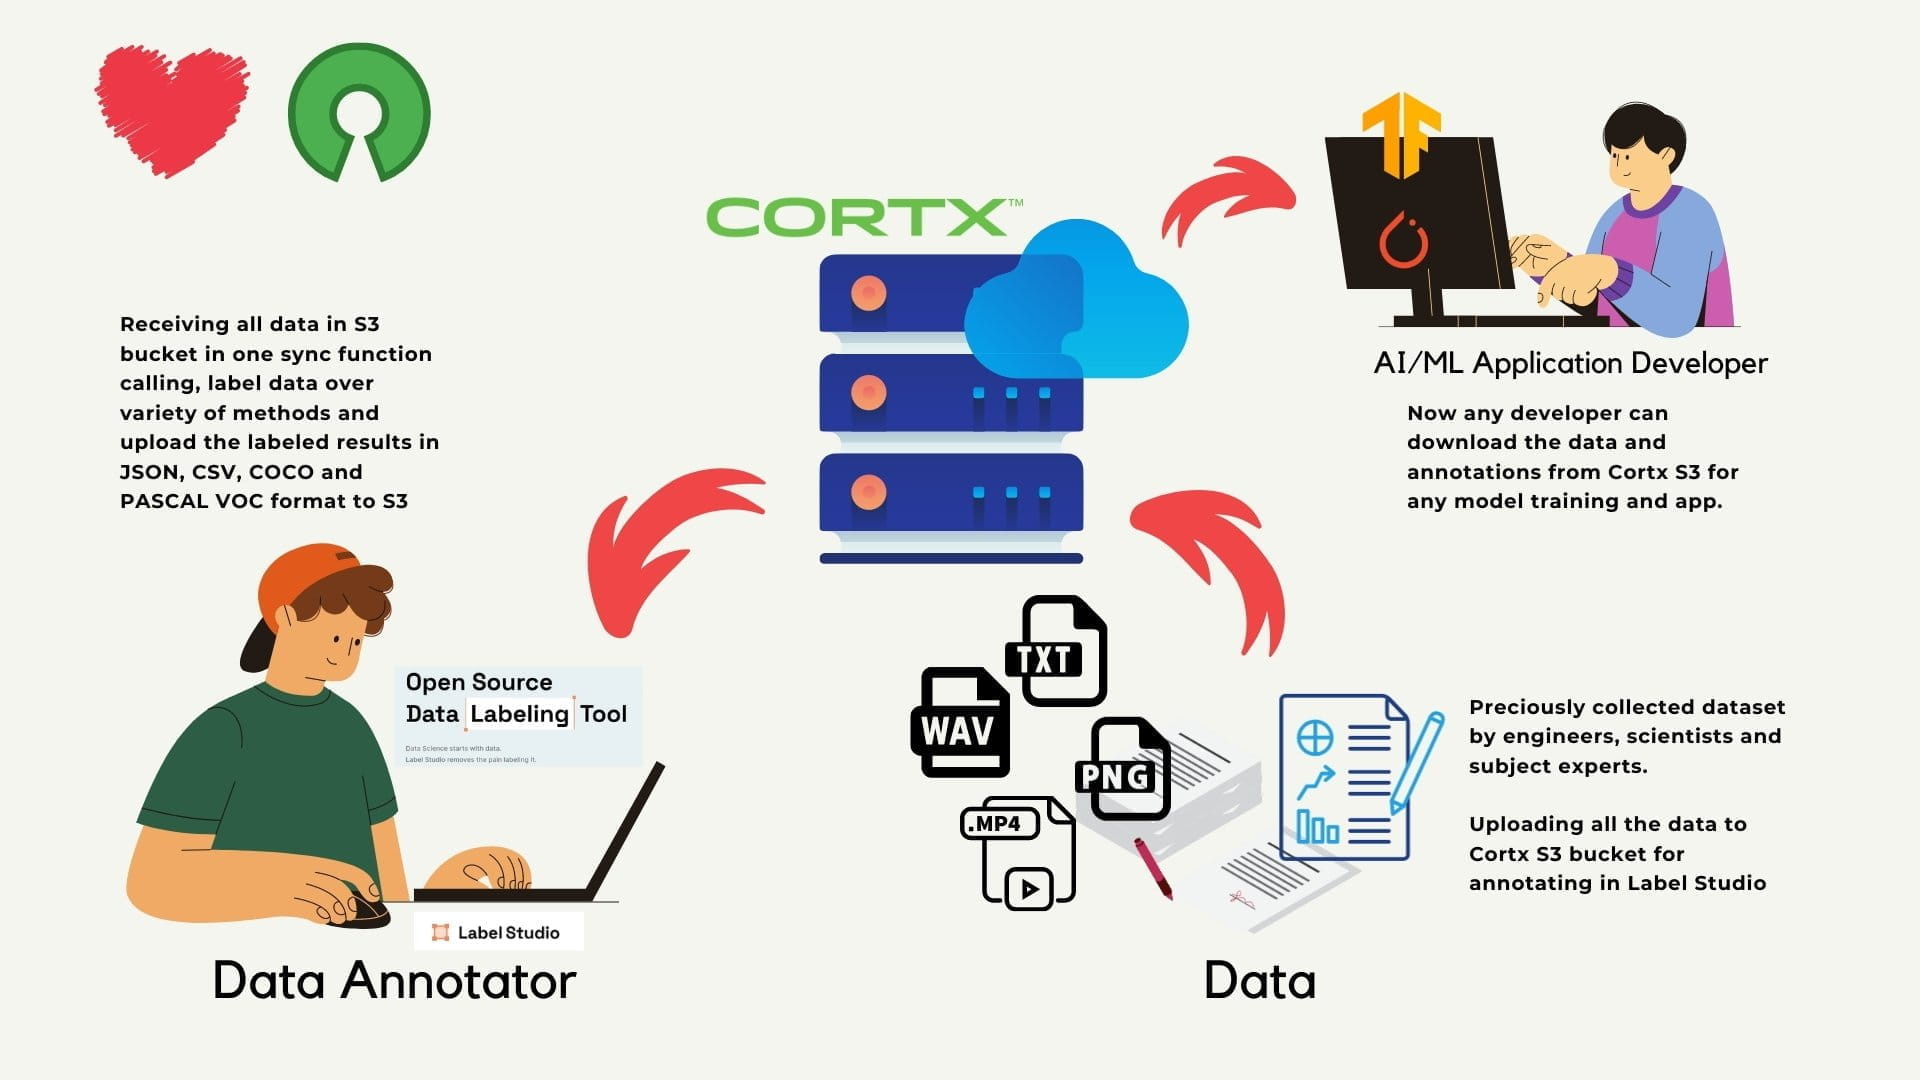 CORTX™
Receiving all data in S3
bucket in one sync function
calling, label data over
variety of methods and
upload the labeled results in
JSON, CSV, COCO and
PASCAL VOC format to S3
AI/ML Application Developer
Now any developer can
download the data and
annotations from Cortx S3 for
any model training and app.
Open Source
Data Labeling Tool
Data Science starts with data.
Label Studio removes the pain labeling it.
Label Studio
Data Annotator
TXT
WAV
PNG
.MP4
Data
Preciously collected dataset
by engineers, scientists and
subject experts.
Uploading all the data to
Cortx S3 bucket for
annotating in Label Studio